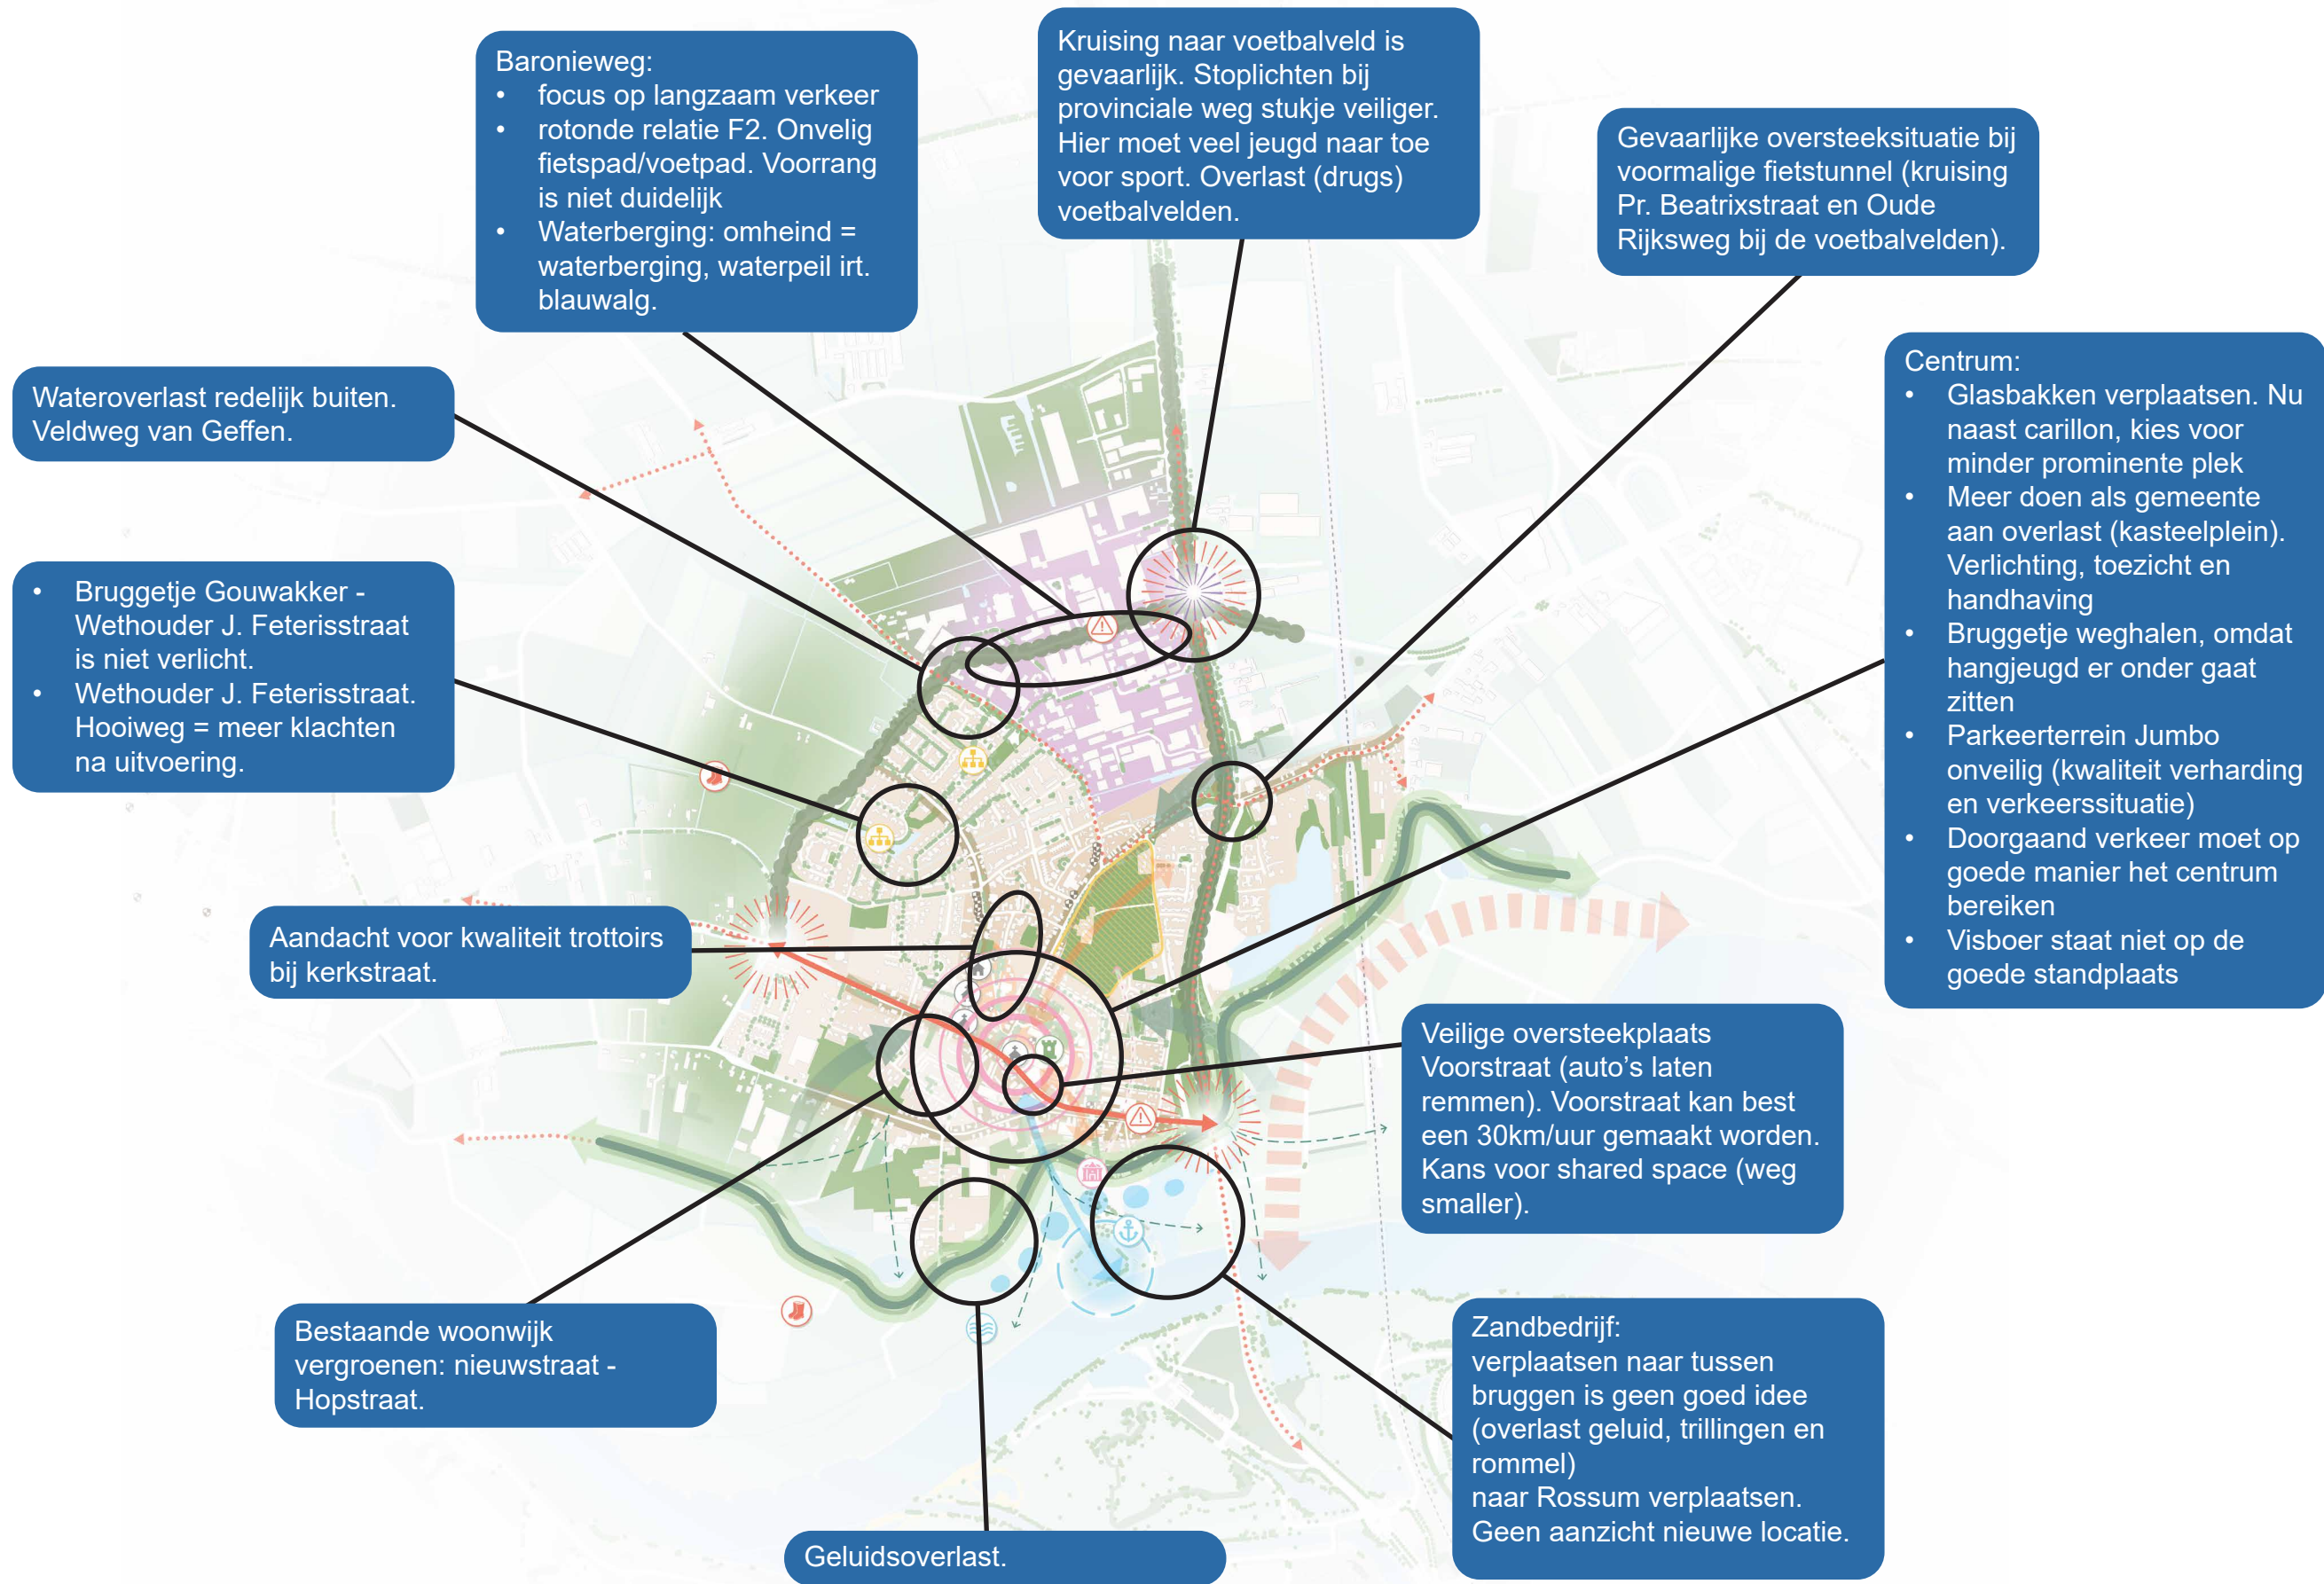 Baronieweg:
• focus op langzaam verkeer
• rotonde relatie F2. Onvelig
fietspad/voetpad. Voorrang
is niet duidelijk
• Waterberging: omheind =
waterberging, waterpeil irt.
blauwalg.
Kruising naar voetbalveld is
gevaarlijk. Stoplichten bij
provinciale weg stukje veiliger.
Hier moet veel jeugd naar toe
voor sport. Overlast (drugs)
voetbalvelden.
Gevaarlijke oversteeksituatie bij
voormalige fietstunnel (kruising
Pr. Beatrixstraat en Oude
Rijksweg bij de voetbalvelden).
Wateroverlast redelijk buiten.
Veldweg van Geffen.
• Bruggetje Gouwakker -
Wethouder J. Feterisstraat
is niet verlicht.
• Wethouder J. Feterisstraat.
Hooiweg = meer klachten
na uitvoering.
Centrum:
• Glasbakken verplaatsen. Nu
naast carillon, kies voor
minder prominente plek
• Meer doen als gemeente
aan overlast (kasteelplein).
Verlichting, toezicht en
handhaving
• Bruggetje weghalen, omdat
hangjeugd er onder gaat
zitten
• Parkeerterrein Jumbo
onveilig (kwaliteit verharding
en verkeerssituatie)
• Doorgaand verkeer moet op
goede manier het centrum
bereiken
• Visboer staat niet op de
goede standplaats
Aandacht voor kwaliteit trottoirs
bij kerkstraat.
Veilige oversteekplaats
Voorstraat (auto's laten
remmen). Voorstraat kan best
een 30km/uur gemaakt worden.
Kans voor shared space (weg
smaller).
Bestaande woonwijk
vergroenen: nieuwstraat -
Hopstraat.
Zandbedrijf:
verplaatsen naar tussen
bruggen is geen goed idee
(overlast geluid, trillingen en
rommel)
naar Rossum verplaatsen.
Geen aanzicht nieuwe locatie.
Geluidsoverlast.